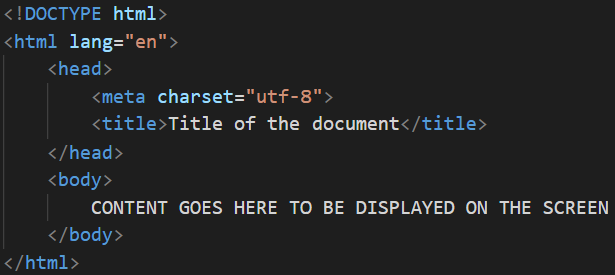 <!DOCTYPE html>
<html lang="en">
<head>
<meta charset="utf-8">
<title>Title of the document</title>
</head>
<body>
CONTENT GOES HERE TO BE DISPLAYED ON THE SCREEN
</body>
</html>